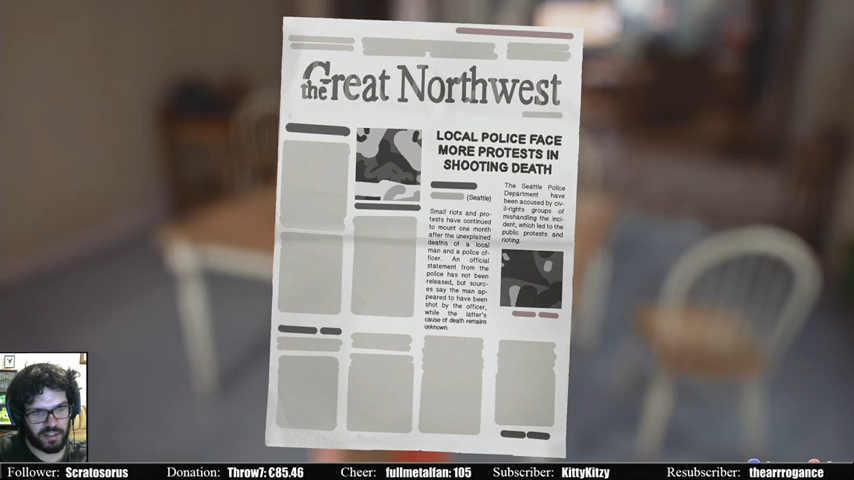 the Great Northwest
LOCAL POLICE FACE
MORE PROTESTS IN
SHOOTING DEATH
(Seattle)
Small riots and pro-
tests have continued
to mount one month
after the unexplained
deaths of a local
man and a police of-
ficer. An official
statement from the
police has not been
released, but sourc-
es say the man ap-
peared to have been
shot by the officer,
while the latter's
cause of death remains
unknown.
The Seattle Police
Department have
been accused by civ-
il-rights groups of
mishandling the inci-
dent, which led to the
public protests and
rioting.
Follower: Scratosorus
Donation: Throw7: €85.46
Cheer: fullmetalfan: 105
Subscriber: KittyKitzy
Resubscriber: thearrrogance